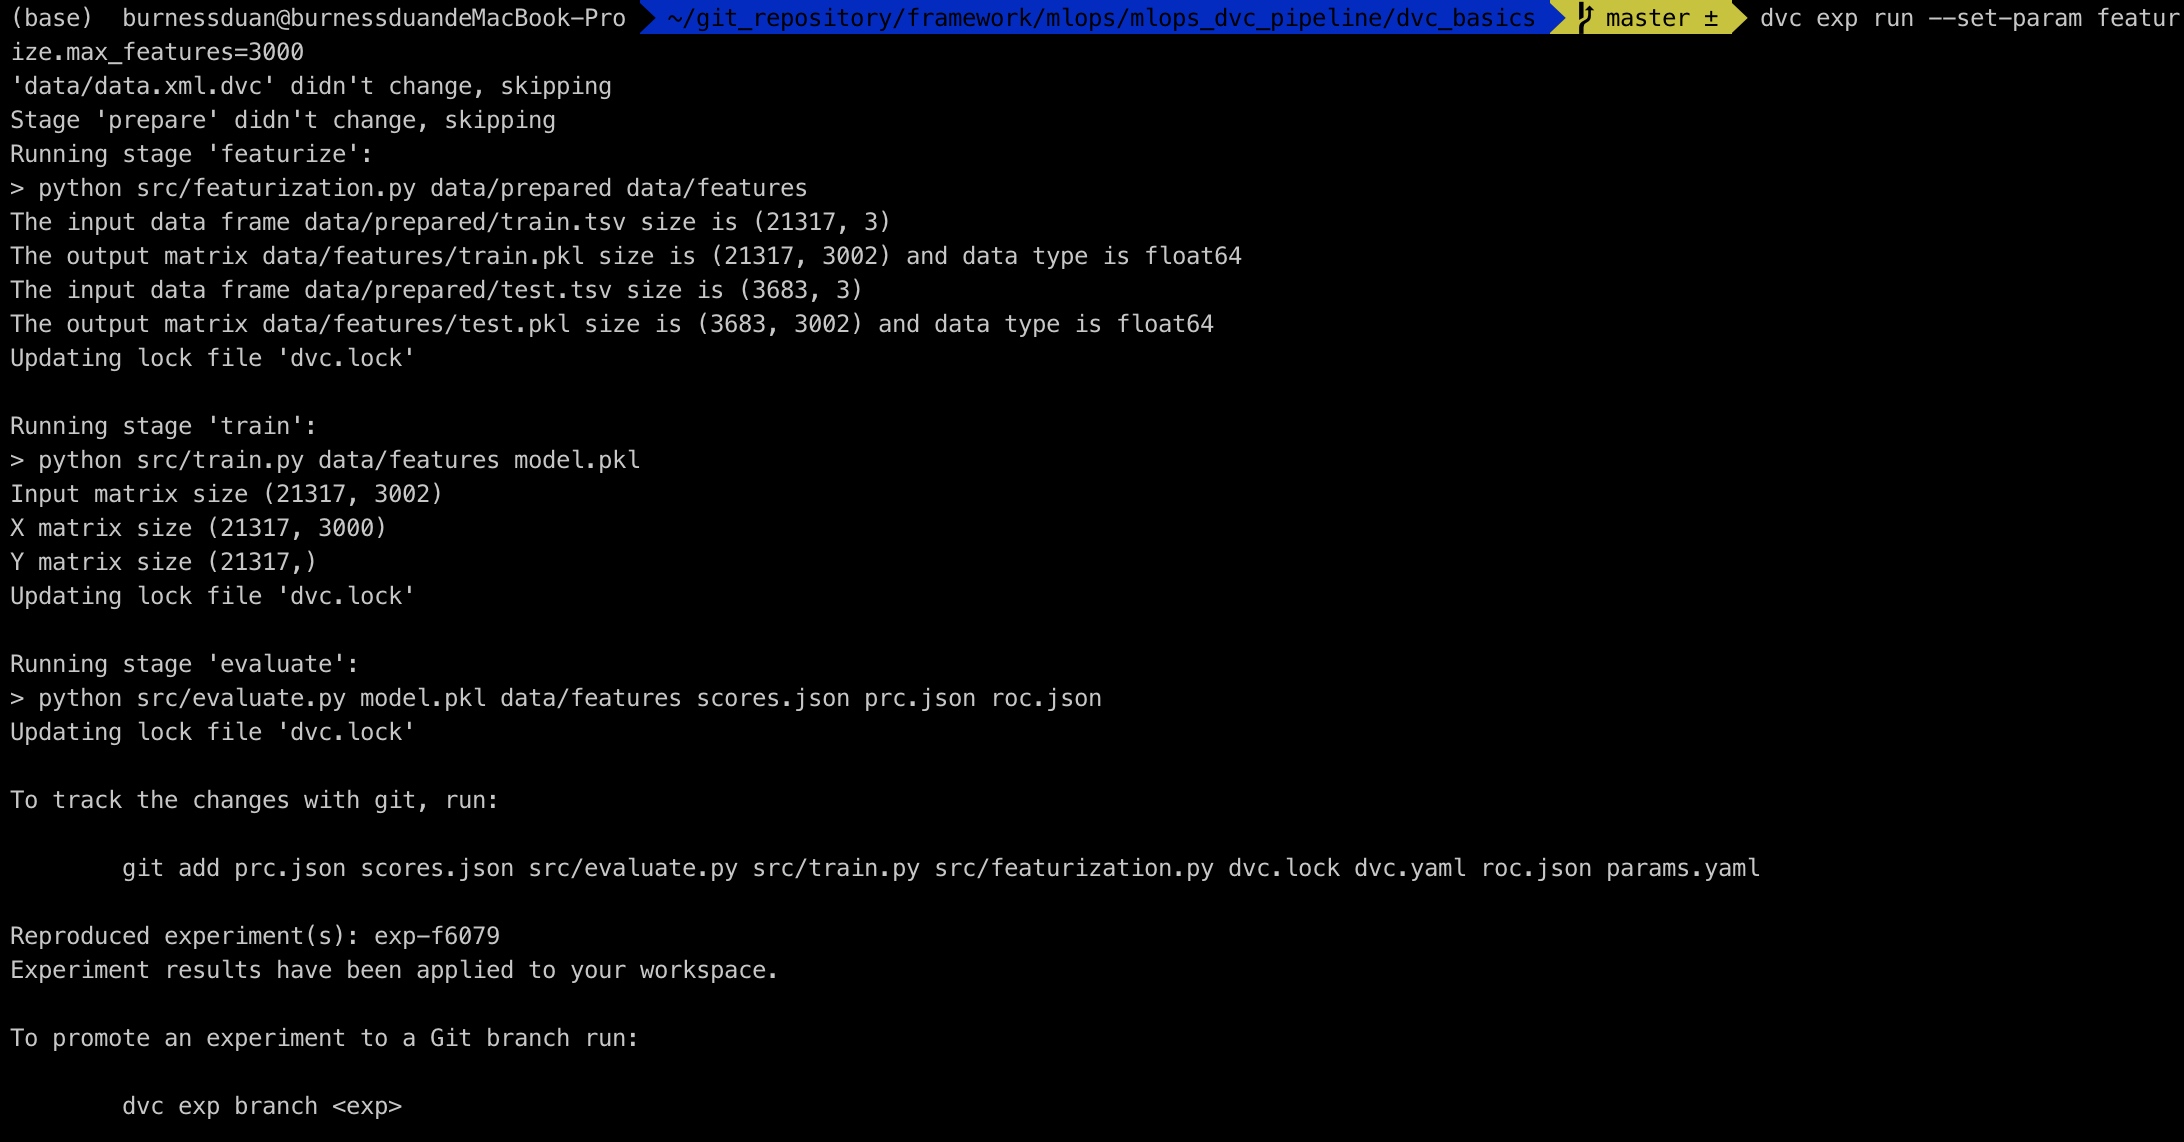 (base)  burnessduan@burnessduandeMacBook-Pro  ~/git_repository/framework/mlops/mlops_dvc_pipeline/dvc_basics  master ±  dvc exp run --set-param featur
ize.max_features=3000
'data/data.xml.dvc' didn't change, skipping
Stage 'prepare' didn't change, skipping
Running stage 'featurize':
> python src/featurization.py data/prepared data/features
The input data frame data/prepared/train.tsv size is (21317, 3)
The output matrix data/features/train.pkl size is (21317, 3002) and data type is float64
The input data frame data/prepared/test.tsv size is (3683, 3)
The output matrix data/features/test.pkl size is (3683, 3002) and data type is float64
Updating lock file 'dvc.lock'

Running stage 'train':
> python src/train.py data/features model.pkl
Input matrix size (21317, 3002)
X matrix size (21317, 3000)
Y matrix size (21317,)
Updating lock file 'dvc.lock'

Running stage 'evaluate':
> python src/evaluate.py model.pkl data/features scores.json prc.json roc.json
Updating lock file 'dvc.lock'

To track the changes with git, run:

        git add prc.json scores.json src/evaluate.py src/train.py src/featurization.py dvc.lock dvc.yaml roc.json params.yaml

Reproduced experiment(s): exp-f6079
Experiment results have been applied to your workspace.

To promote an experiment to a Git branch run:

        dvc exp branch <exp>